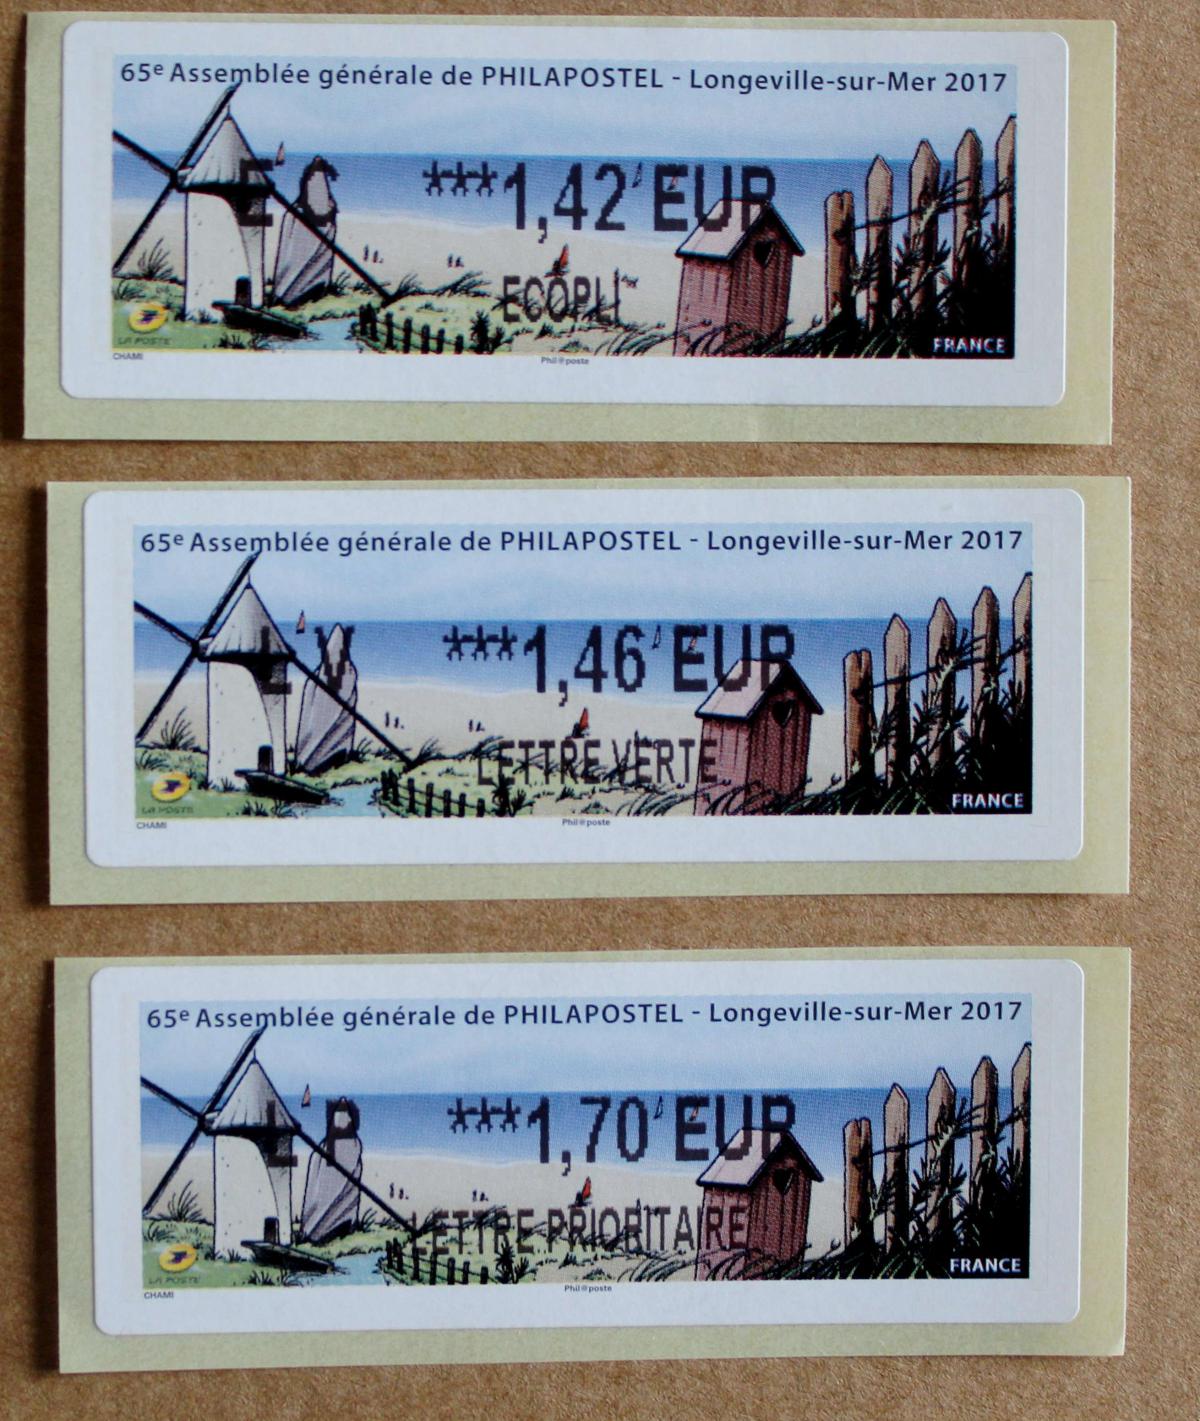 65e Assemblée générale de PHILAPOSTEL - Longeville-sur-Mer 2017
E C ***1,42 EUR
ECOPLI
LA POSTE
FRANCE
CHAMI
Phil@poste
65e Assemblée générale de PHILAPOSTEL - Longeville-sur-Mer 2017
L V ***1,46 EUR
LETTRE VERTE
LA POSTE
FRANCE
CHAMI
Phil@poste
65e Assemblée générale de PHILAPOSTEL - Longeville-sur-Mer 2017
L P ***1,70 EUR
LETTRE PRIORITAIRE
LA POSTE
FRANCE
CHAMI
Phil@poste